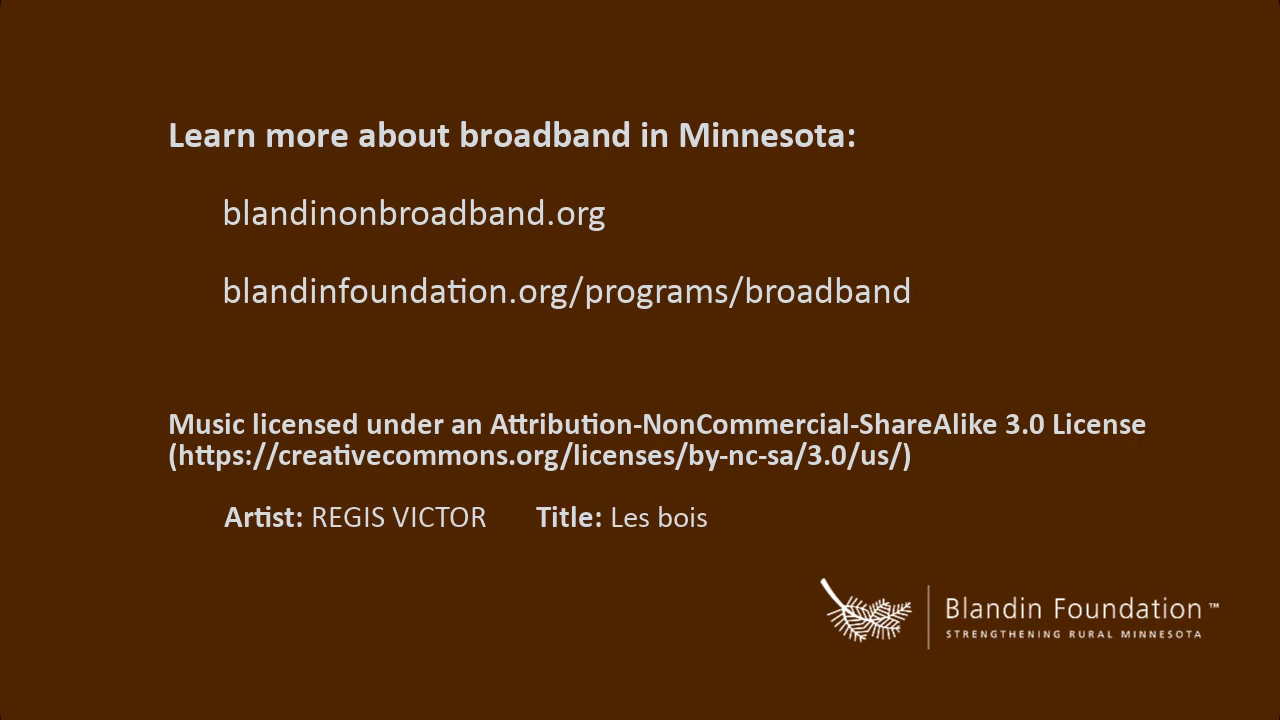 Learn more about broadband in Minnesota:
blandinonbroadband.org
blandinfoundation.org/programs/broadband
Music licensed under an Attribution-NonCommercial-ShareAlike 3.0 License
(https://creativecommons.org/licenses/by-nc-sa/3.0/us/)
Artist: REGIS VICTOR Title: Les bois
Blandin Foundation™
STRENGTHENING RURAL MINNESOTA